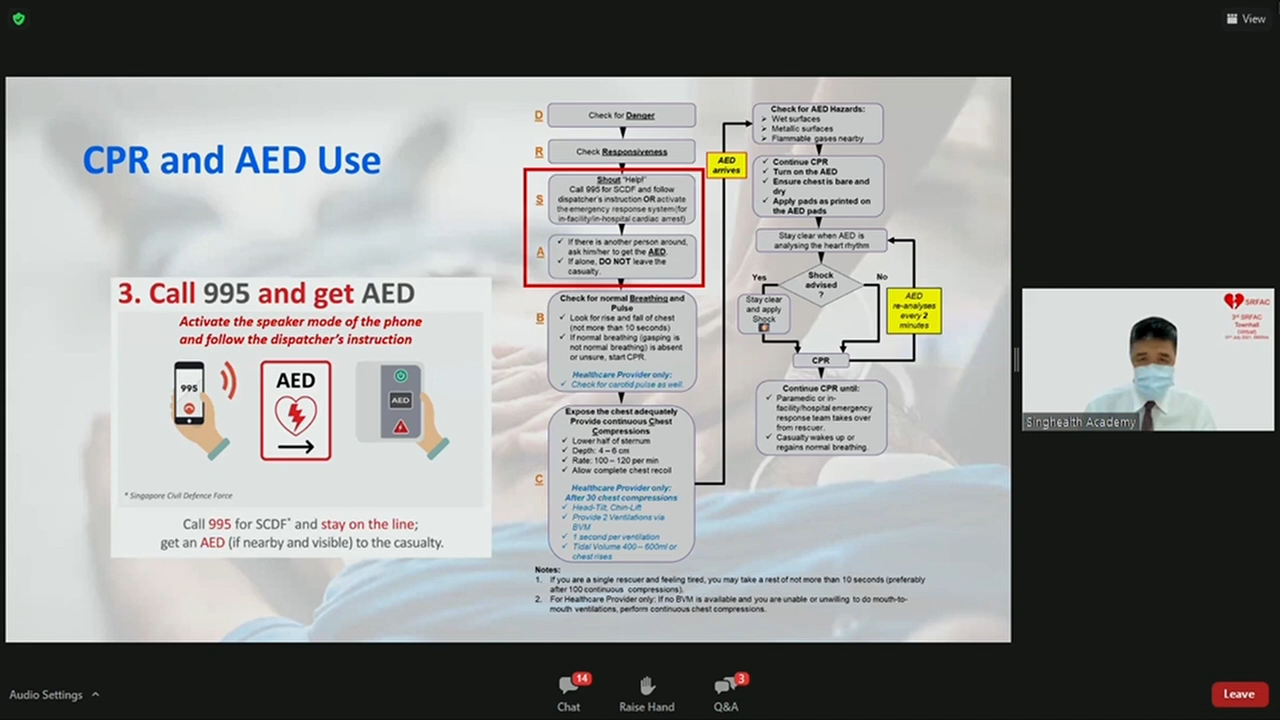 View
CPR and AED Use
3. Call 995 and get AED
Activate the speaker mode of the phone
and follow the dispatcher's instruction
995
AED
AED
* Singapore Civil Defence Force
Call 995 for SCDF* and stay on the line;
get an AED (if nearby and visible) to the casualty.
D
Check for Danger
R
Check Responsiveness
S
Shout "Help!"
Call 995 for SCDF and follow
dispatcher's instruction OR activate
the emergency response system(for
in-facility/in-hospital cardiac arrest)
A
✓ If there is another person around,
ask him/her to get the AED.
✓ If alone, DO NOT leave the
casualty.
B
Check for normal Breathing and
Pulse
✓ Look for rise and fall of chest
(not more than 10 seconds)
✓ If normal breathing (gasping is
not normal breathing) is absent
or unsure, start CPR.
Healthcare Provider only:
✓ Check for carotid pulse as well.
C
Expose the chest adequately
Provide continuous Chest
Compressions
✓ Lower half of sternum
✓ Depth: 4 – 6 cm
✓ Rate: 100 – 120 per min
✓ Allow complete chest recoil
Healthcare Provider only:
After 30 chest compressions
✓ Head-Tilt, Chin-Lift
✓ Provide 2 Ventilations via
BVM
✓ 1 second per ventilation
✓ Tidal Volume 400 – 600ml or
chest rises
AED
arrives
Check for AED Hazards:
➢ Wet surfaces
➢ Metallic surfaces
➢ Flammable gases nearby
✓ Continue CPR
✓ Turn on the AED
✓ Ensure chest is bare and
dry
✓ Apply pads as printed on
the AED pads
Stay clear when AED is
analysing the heart rhythm
Yes
Shock
advised
?
No
Stay clear
and apply
Shock
AED
re-analyses
every 2
minutes
CPR
Continue CPR until:
✓ Paramedic or in-
facility/hospital emergency
response team takes over
from rescuer.
✓ Casualty wakes up or
regains normal breathing.
Notes:
1. If you are a single rescuer and feeling tired, you may take a rest of not more than 10 seconds (preferably
after 100 continuous compressions).
2. For Healthcare Provider only: If no BVM is available and you are unable or unwilling to do mouth-to-
mouth ventilations, perform continuous chest compressions.
SRFAC
3rd SRFAC
Townhall
Singhealth Academy
Audio Settings
14
Chat
Raise Hand
3
Q&A
Leave